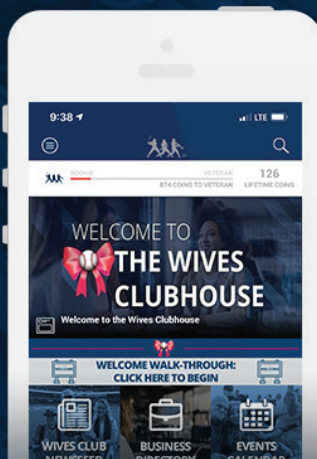 9:38
LTE
ROOKIE
VETERAN
874 COINS TO VETERAN
126
LIFETIME COINS
WELCOME TO
THE WIVES
CLUBHOUSE
Welcome to the Wives Clubhouse
WELCOME WALK-THROUGH:
CLICK HERE TO BEGIN
WIVES CLUB
NEWSFEED
BUSINESS
DIRECTORY
EVENTS
CALENDAR